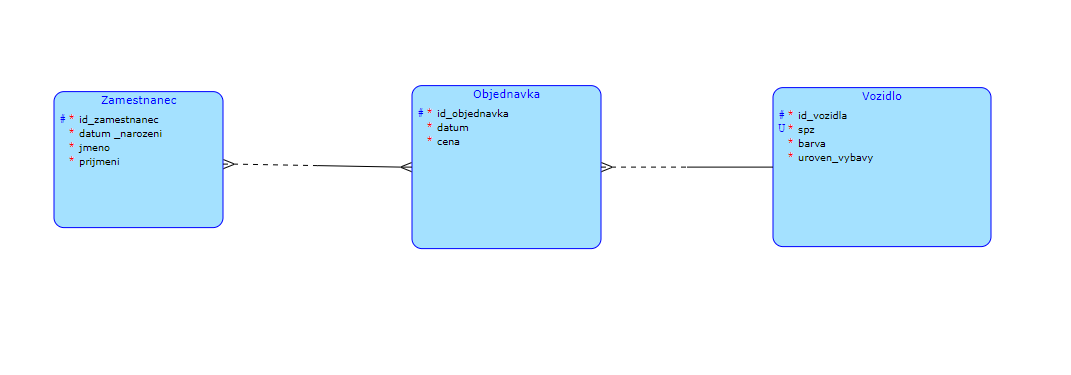 Zamestnanec
# * id_zamestnanec
* datum _narozeni
* jmeno
* prijmeni
Objednavka
# * id_objednavka
* datum
* cena
Vozidlo
# * id_vozidla
U * spz
* barva
* uroven_vybavy